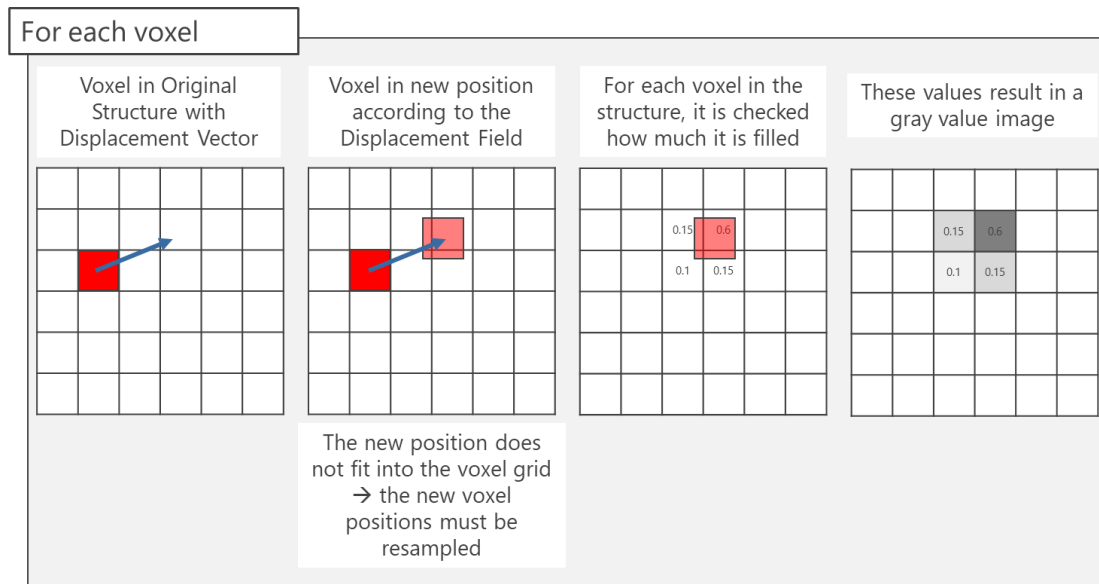 For each voxel
Voxel in Original
Structure with
Displacement Vector
Voxel in new position
according to the
Displacement Field
For each voxel in the
structure, it is checked
how much it is filled
These values result in a
gray value image
0.15 0.6
0.1 0.15
0.15 0.6
0.1 0.15
The new position does
not fit into the voxel grid
→ the new voxel
positions must be
resampled